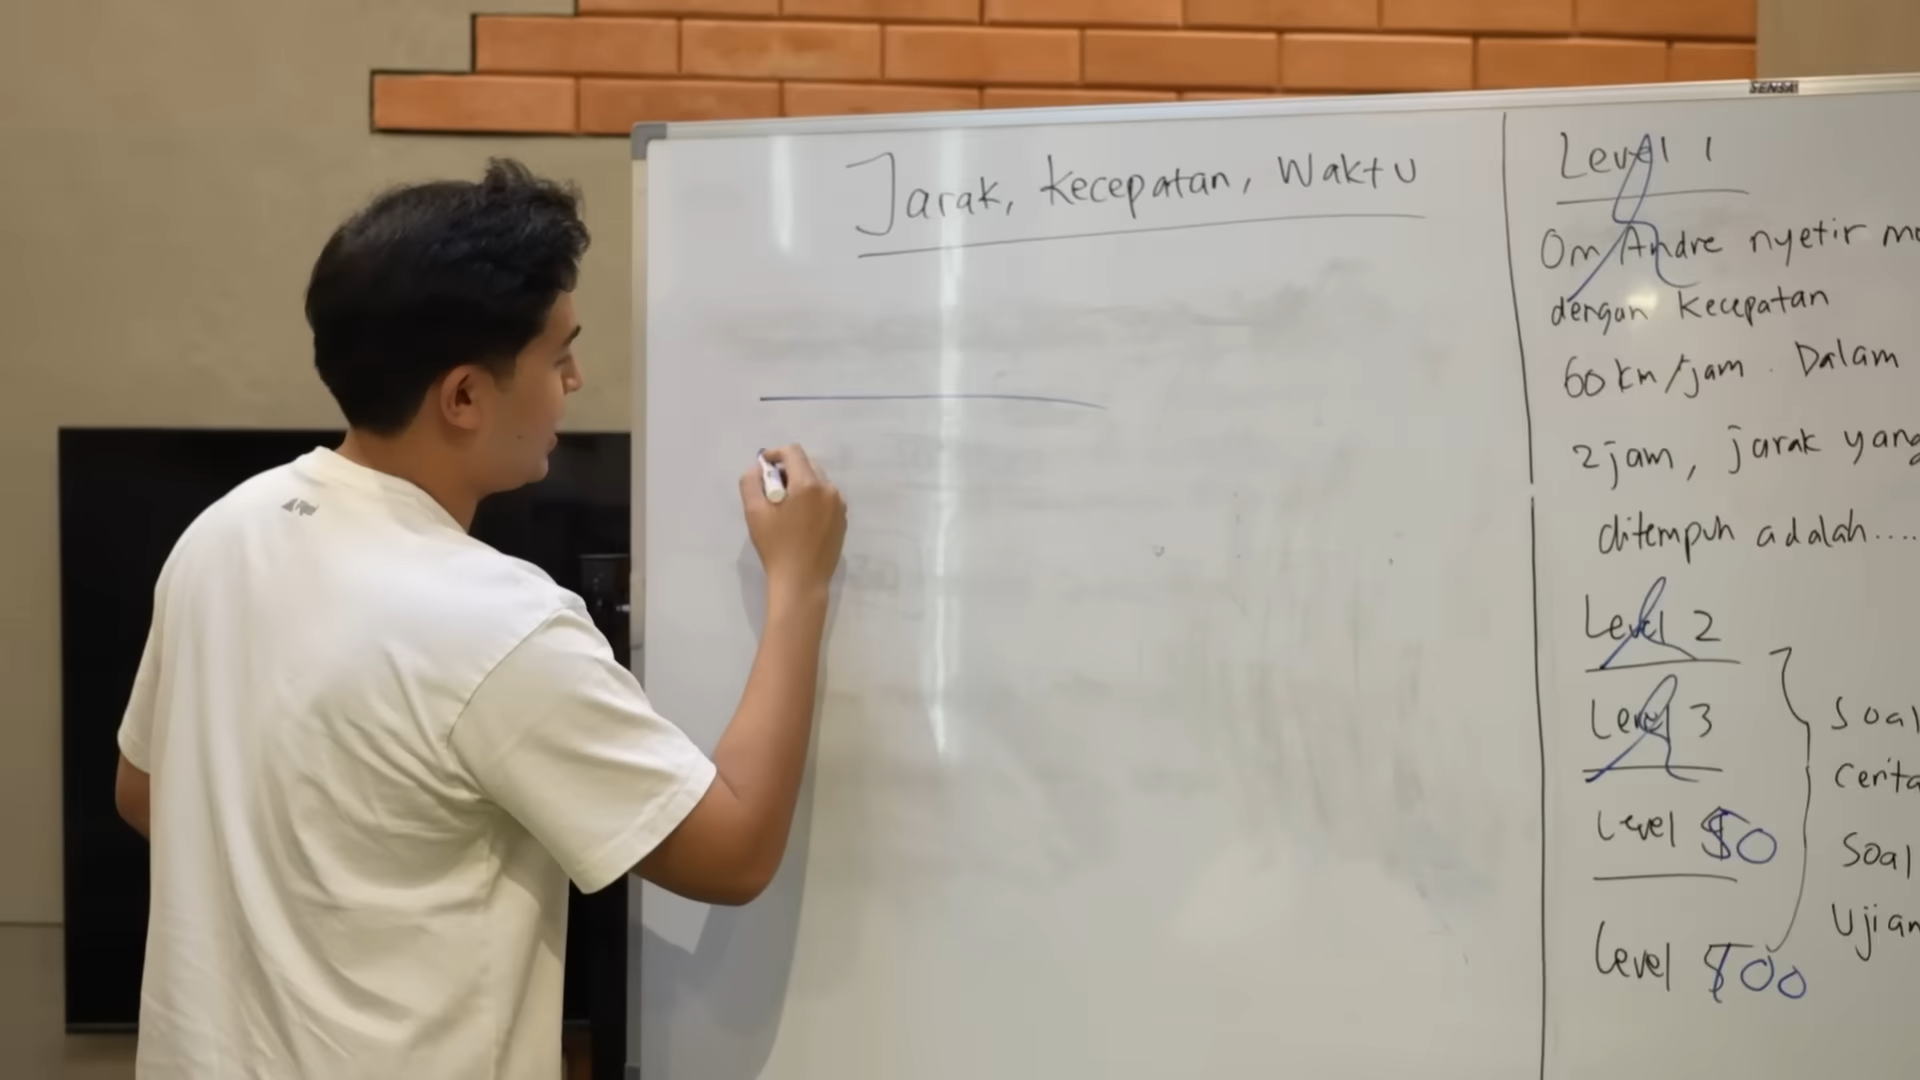 SENSAI
Jarak, Kecepatan, Waktu
Level 1
Om Andre nyetir
dengan kecepatan
60 km/jam. Dalam
2 jam, jarak yang
ditempuh adalah....
Level 2
Level 3
Level 50
Level 100
Soal
Cerita
Soal
Ujian